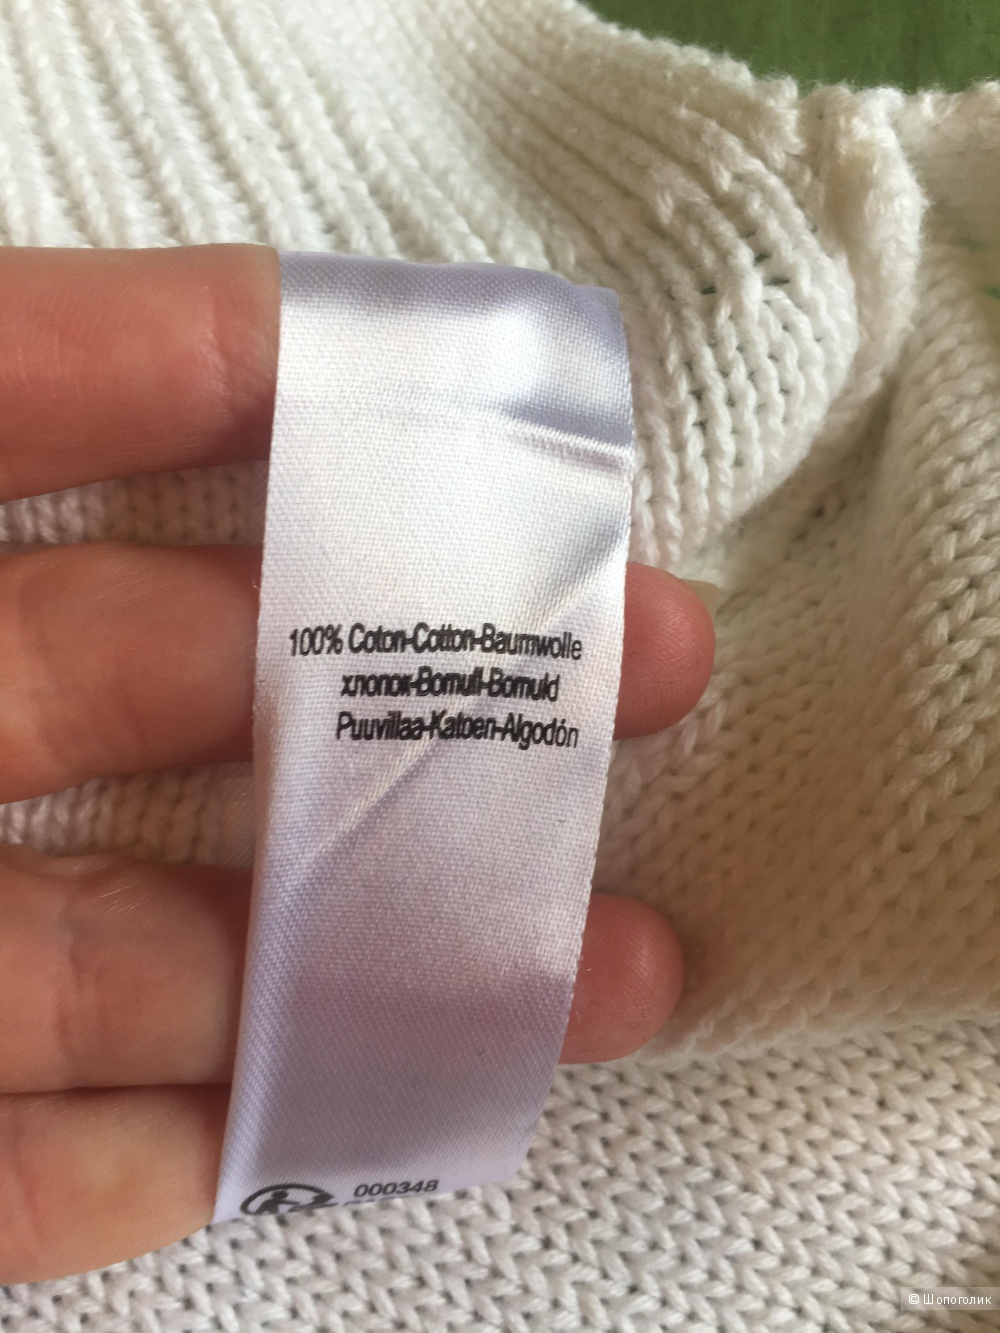 100% Coton-Cotton-Baumwolle
хлопок-Bomull-Bomuld
Puuvillaa-Katoen-Algodón
000348
© Шопоголик